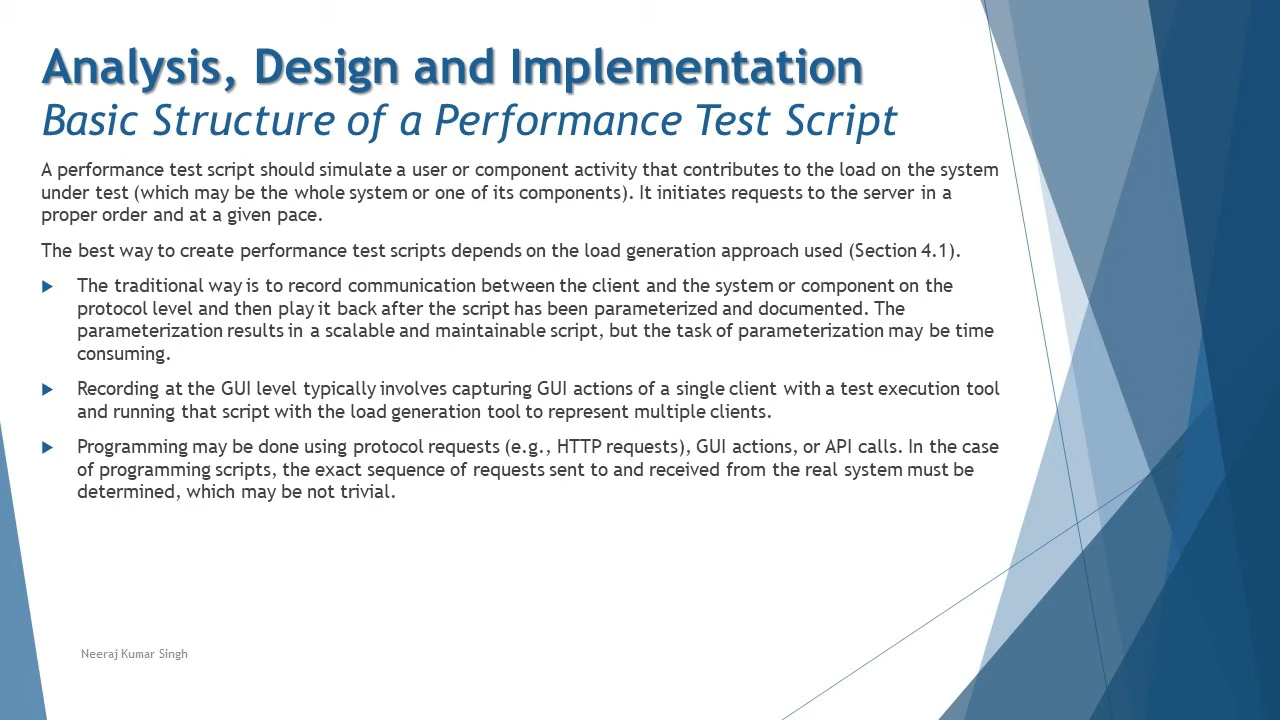 Analysis, Design and Implementation
Basic Structure of a Performance Test Script
A performance test script should simulate a user or component activity that contributes to the load on the system
under test (which may be the whole system or one of its components). It initiates requests to the server in a
proper order and at a given pace.
The best way to create performance test scripts depends on the load generation approach used (Section 4.1).
The traditional way is to record communication between the client and the system or component on the
protocol level and then play it back after the script has been parameterized and documented. The
parameterization results in a scalable and maintainable script, but the task of parameterization may be time
consuming.
Recording at the GUI level typically involves capturing GUI actions of a single client with a test execution tool
and running that script with the load generation tool to represent multiple clients.
Programming may be done using protocol requests (e.g., HTTP requests), GUI actions, or API calls. In the case
of programming scripts, the exact sequence of requests sent to and received from the real system must be
determined, which may be not trivial.
Neeraj Kumar Singh